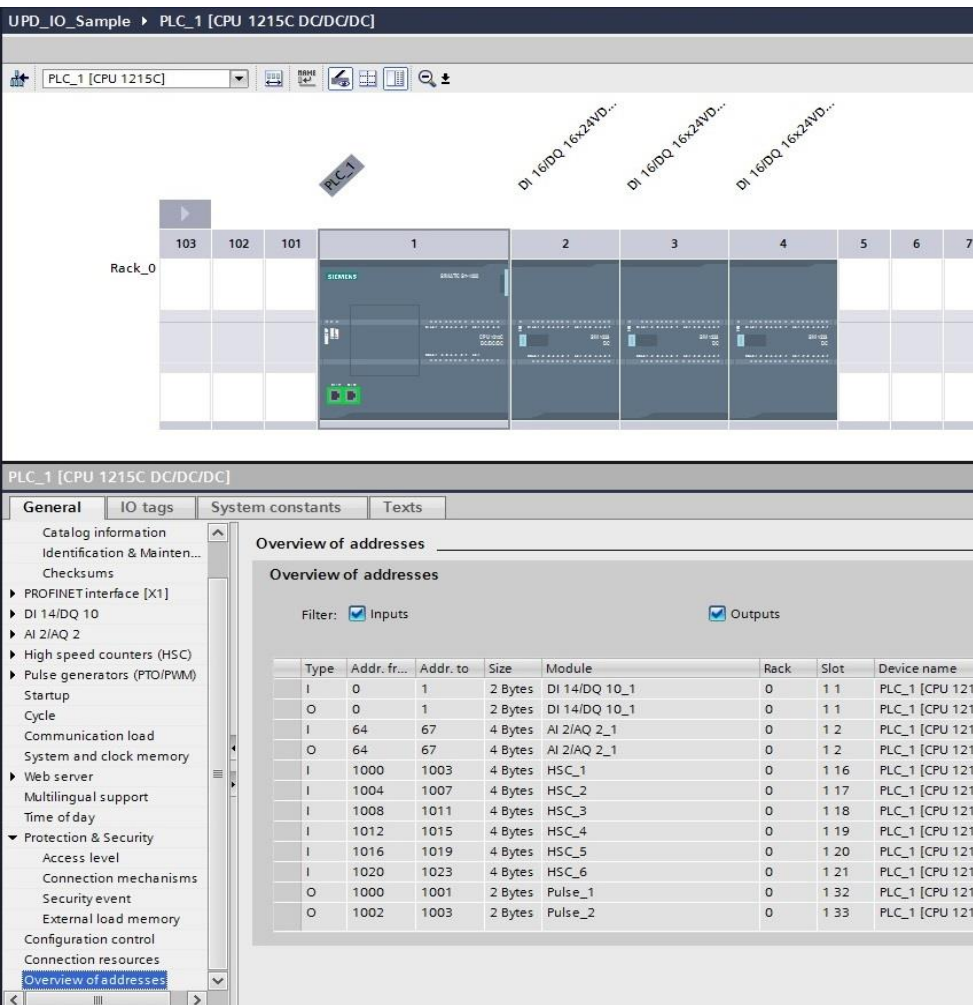 UPD_IO_Sample ▸ PLC_1 [CPU 1215C DC/DC/DC]
PLC_1 [CPU 1215C]
PLC_1
DI 16/DQ 16x24VD...
DI 16/DQ 16x24VD...
DI 16/DQ 16x24VD...
103 102 101 1 2 3 4 5 6 7
Rack_0
SIEMENS
PLC_1 [CPU 1215C DC/DC/DC]
General IO tags System constants Texts
Catalog information
Identification & Mainten...
Checksums
PROFINET interface [X1]
DI 14/DQ 10
AI 2/AQ 2
High speed counters (HSC)
Pulse generators (PTO/PWM)
Startup
Cycle
Communication load
System and clock memory
Web server
Multilingual support
Time of day
Protection & Security
Access level
Connection mechanisms
Security event
External load memory
Configuration control
Connection resources
Overview of addresses
Overview of addresses
Overview of addresses
Filter: Inputs Outputs
Type Addr. fr... Addr. to Size Module Rack Slot Device name
I 0 1 2 Bytes DI 14/DQ 10_1 0 1 1 PLC_1 [CPU 121
O 0 1 2 Bytes DI 14/DQ 10_1 0 1 1 PLC_1 [CPU 121
I 64 67 4 Bytes AI 2/AQ 2_1 0 1 2 PLC_1 [CPU 121
O 64 67 4 Bytes AI 2/AQ 2_1 0 1 2 PLC_1 [CPU 121
I 1000 1003 4 Bytes HSC_1 0 1 16 PLC_1 [CPU 121
I 1004 1007 4 Bytes HSC_2 0 1 17 PLC_1 [CPU 121
I 1008 1011 4 Bytes HSC_3 0 1 18 PLC_1 [CPU 121
I 1012 1015 4 Bytes HSC_4 0 1 19 PLC_1 [CPU 121
I 1016 1019 4 Bytes HSC_5 0 1 20 PLC_1 [CPU 121
I 1020 1023 4 Bytes HSC_6 0 1 21 PLC_1 [CPU 121
O 1000 1001 2 Bytes Pulse_1 0 1 32 PLC_1 [CPU 121
O 1002 1003 2 Bytes Pulse_2 0 1 33 PLC_1 [CPU 121